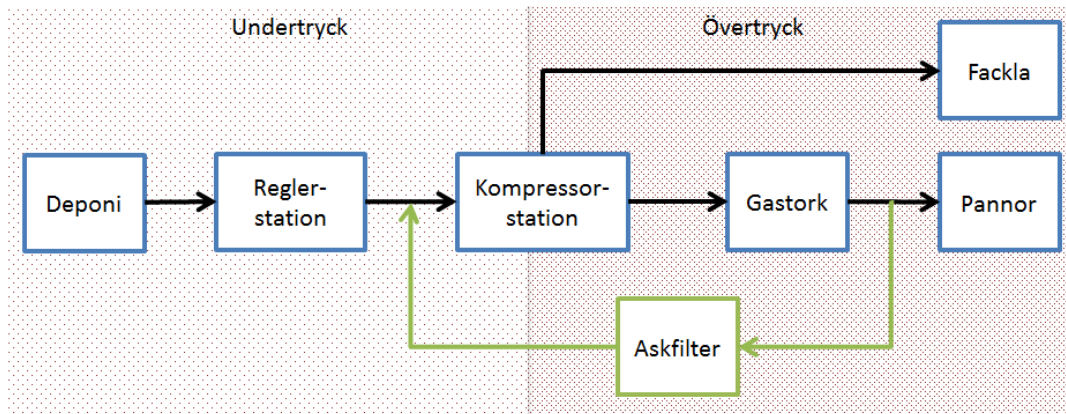 Undertryck
Övertryck
Fackla
Deponi
Regler-
station
Kompressor-
station
Gastork
Pannor
Askfilter